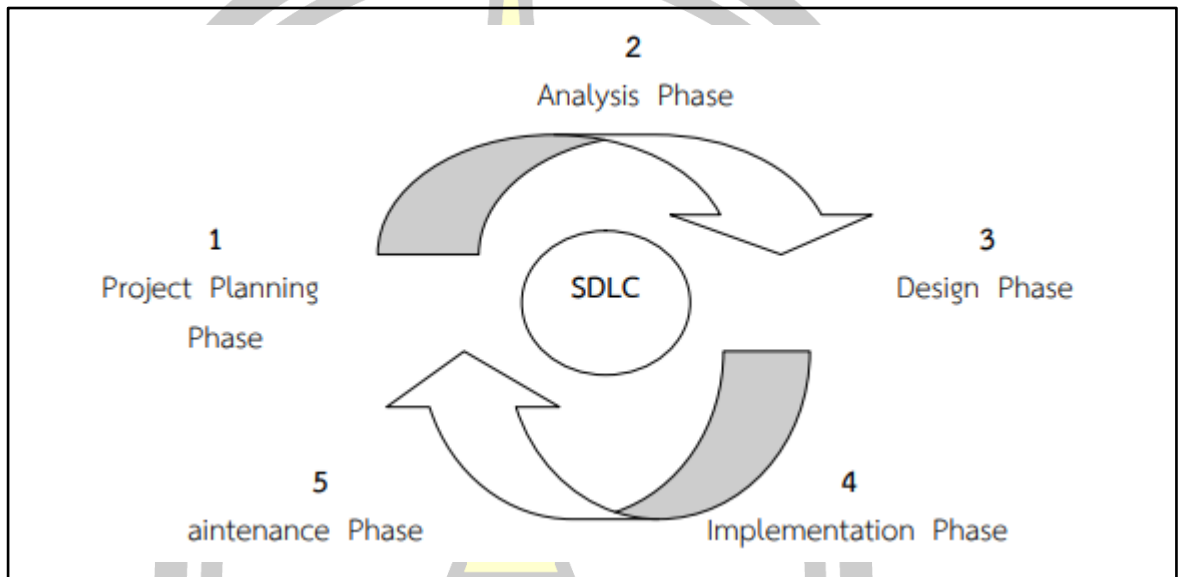 2
Analysis Phase
1
Project Planning
Phase
SDLC
3
Design Phase
5
aintenance Phase
4
Implementation Phase